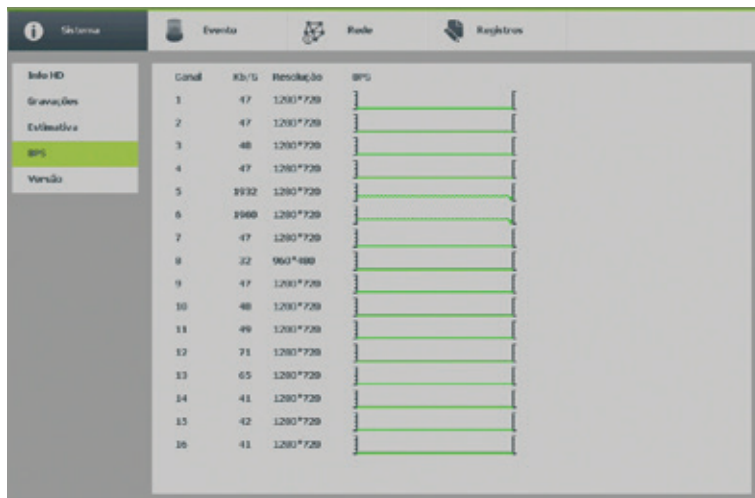 i Sistema Evento Rede Registros
Info HD
Gravações
Estimativa
BPS
Versão
Canal Kb/S Resolução BPS
1 47 1280*720
2 47 1280*720
3 48 1280*720
4 47 1280*720
5 1932 1280*720
6 1980 1280*720
7 47 1280*720
8 32 960*480
9 47 1280*720
10 48 1280*720
11 49 1280*720
12 71 1280*720
13 65 1280*720
14 41 1280*720
15 42 1280*720
16 41 1280*720